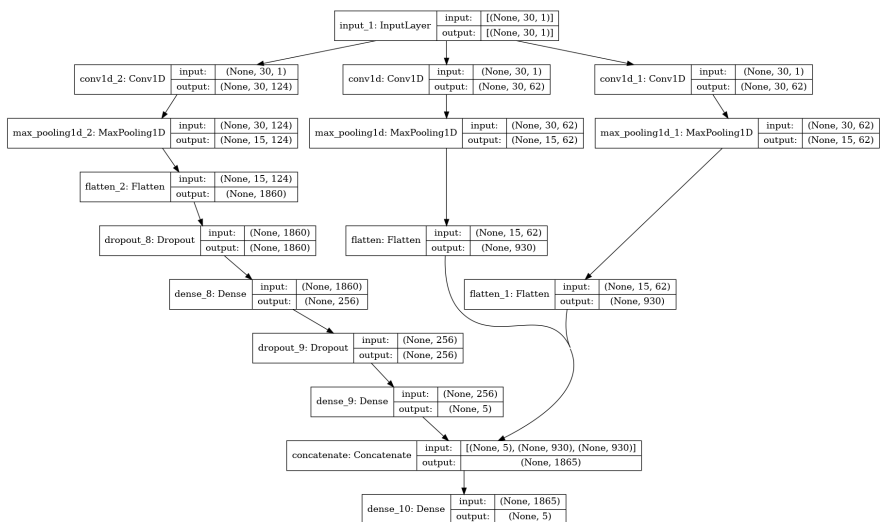 input_1: InputLayer input: [(None, 30, 1)]
output: [(None, 30, 1)]
conv1d_2: Conv1D input: (None, 30, 1)
output: (None, 30, 124)
conv1d: Conv1D input: (None, 30, 1)
output: (None, 30, 62)
conv1d_1: Conv1D input: (None, 30, 1)
output: (None, 30, 62)
max_pooling1d_2: MaxPooling1D input: (None, 30, 124)
output: (None, 15, 124)
max_pooling1d: MaxPooling1D input: (None, 30, 62)
output: (None, 15, 62)
max_pooling1d_1: MaxPooling1D input: (None, 30, 62)
output: (None, 15, 62)
flatten_2: Flatten input: (None, 15, 124)
output: (None, 1860)
dropout_8: Dropout input: (None, 1860)
output: (None, 1860)
flatten: Flatten input: (None, 15, 62)
output: (None, 930)
dense_8: Dense input: (None, 1860)
output: (None, 256)
flatten_1: Flatten input: (None, 15, 62)
output: (None, 930)
dropout_9: Dropout input: (None, 256)
output: (None, 256)
dense_9: Dense input: (None, 256)
output: (None, 5)
concatenate: Concatenate input: [(None, 5), (None, 930), (None, 930)]
output: (None, 1865)
dense_10: Dense input: (None, 1865)
output: (None, 5)